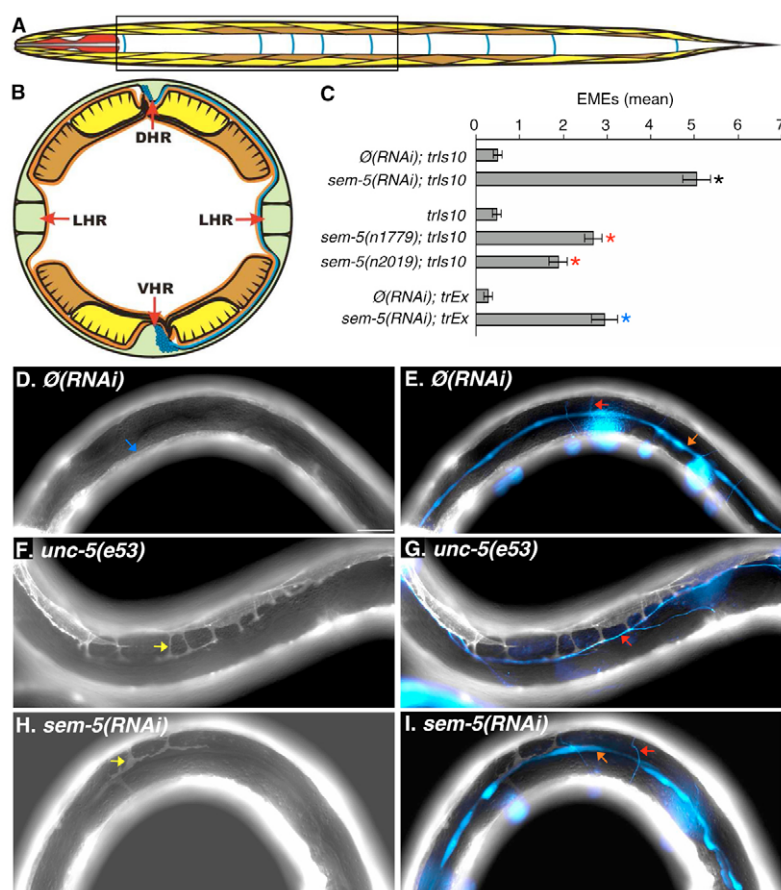 A
B
DHR
LHR
LHR
VHR
C
EMEs (mean)
0 1 2 3 4 5 6 7
Ø(RNAi); trIs10
sem-5(RNAi); trIs10
*
trIs10
sem-5(n1779); trIs10
*
sem-5(n2019); trIs10
*
Ø(RNAi); trEx
sem-5(RNAi); trEx
*
D. Ø(RNAi)
E. Ø(RNAi)
F. unc-5(e53)
G. unc-5(e53)
H. sem-5(RNAi)
I. sem-5(RNAi)